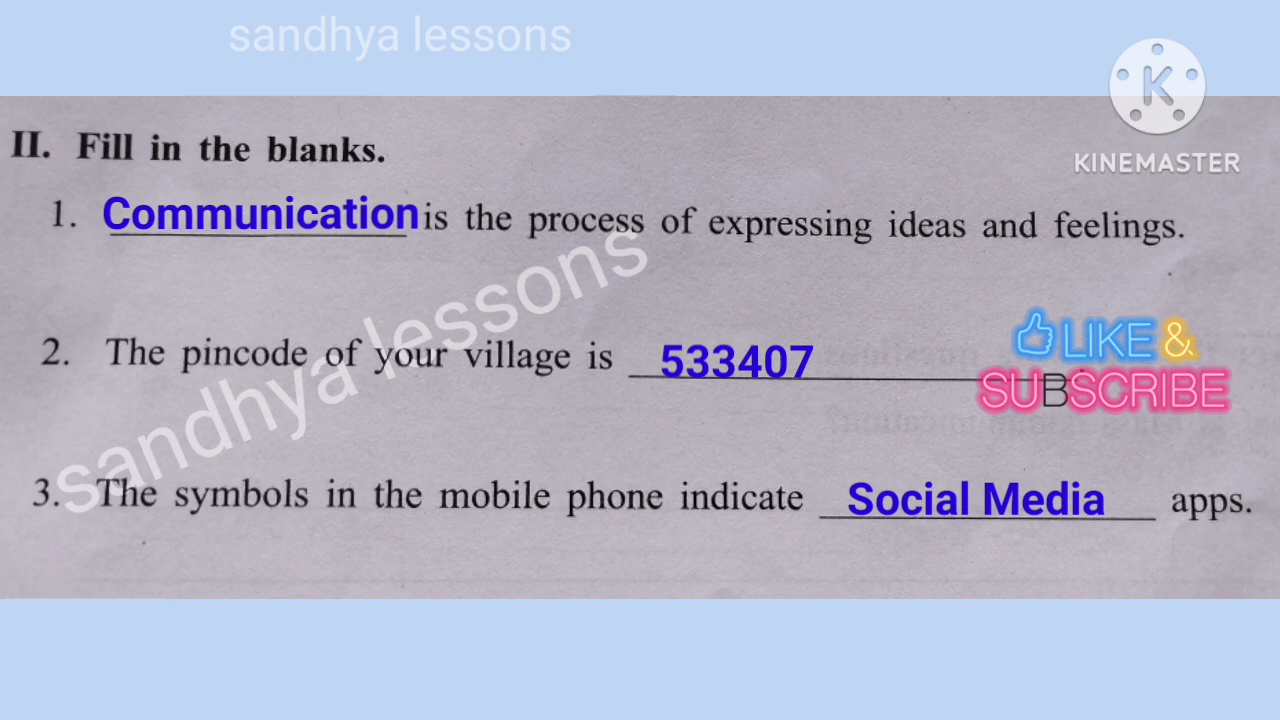 sandhya lessons
K
KINEMASTER
II. Fill in the blanks.
1. Communication is the process of expressing ideas and feelings.
sandhya lessons
2. The pincode of your village is 533407
LIKE &
SUBSCRIBE
3. The symbols in the mobile phone indicate Social Media apps.